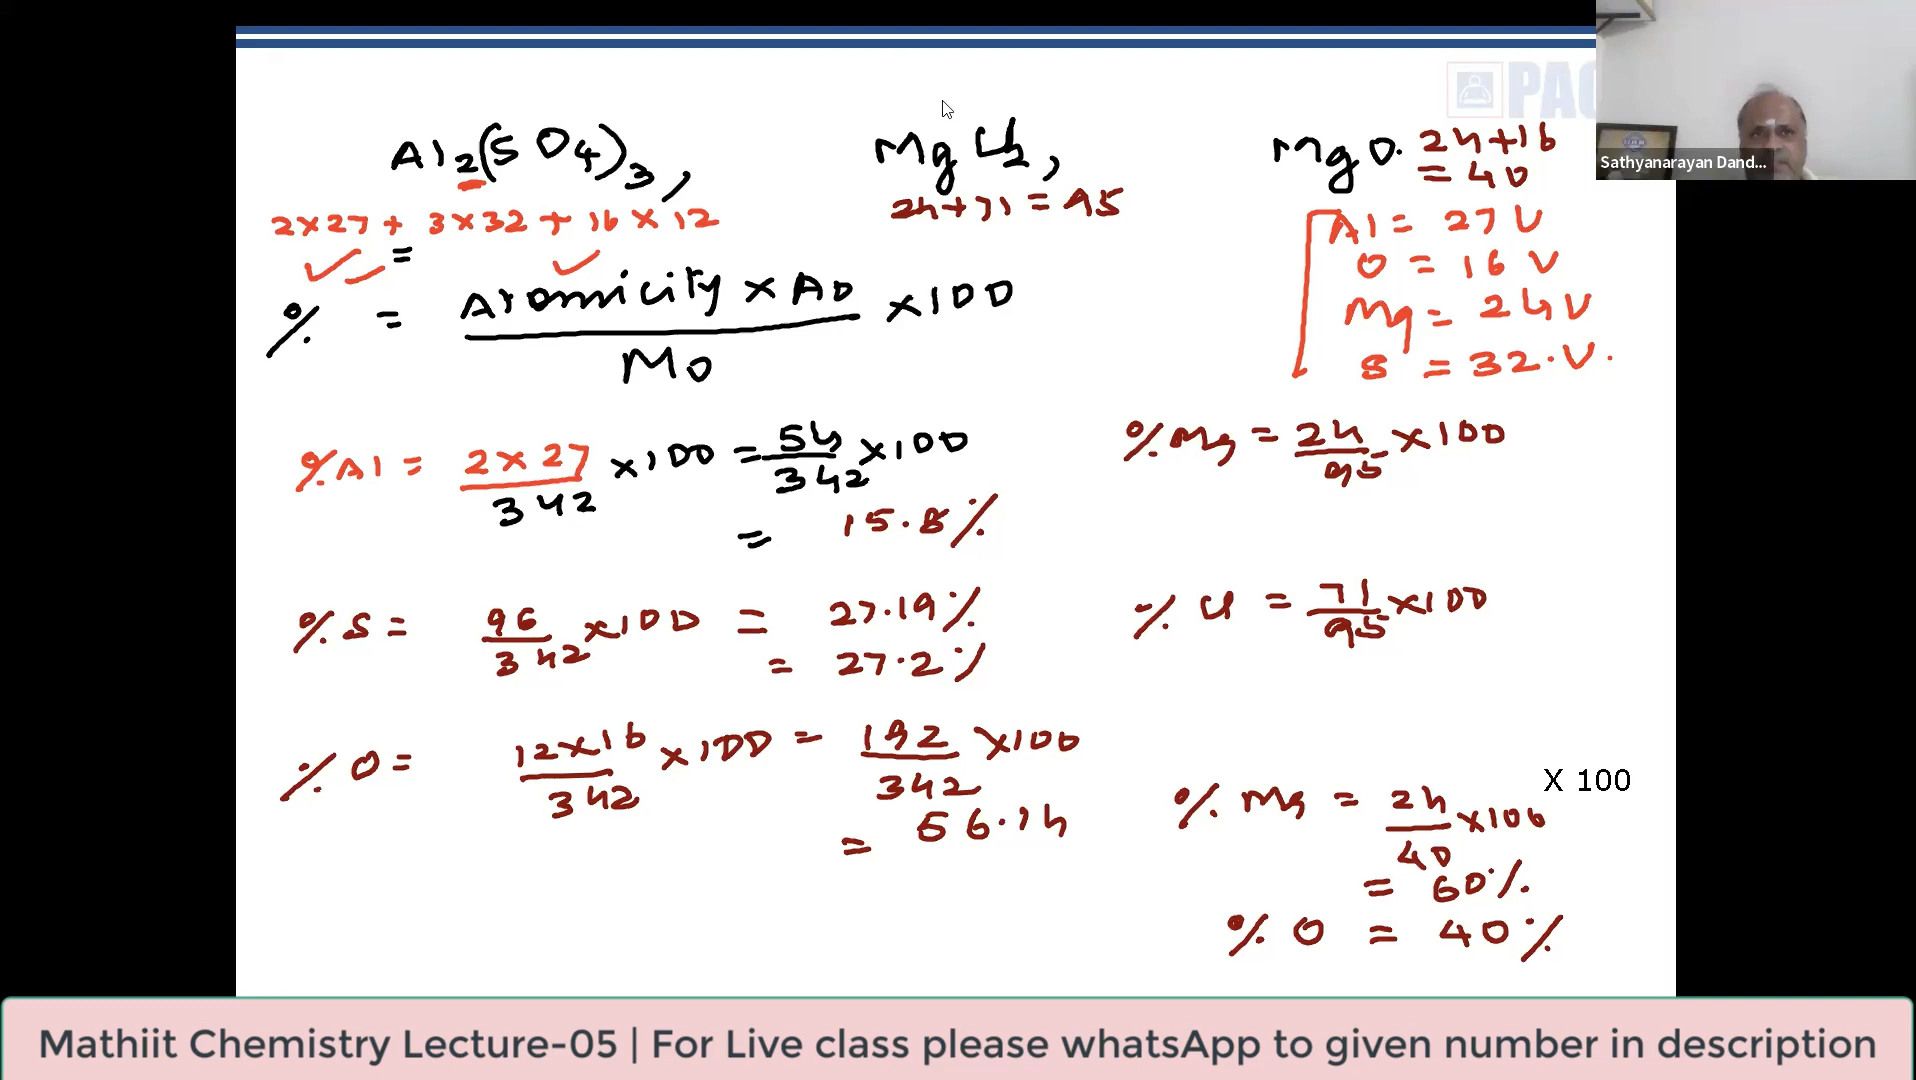 PAC
Al₂(SO₄)₃, MgCl₂, MgO. 24+16
= 40
2×27 + 3×32 + 16×12 24+71 = 95
Al = 27 V
O = 16 V
Mg = 24 V
S = 32. V.
=
% = Atomicity × A0 / M0 ×100
%Al = 2×27 / 342 ×100 = 54 / 342 ×100
= 15.8%
%Mg = 24 / 95 ×100
%S = 96 / 342 ×100 = 27.19%
= 27.2%
% Cl = 71 / 95 ×100
% O = 12×16 / 342 ×100 = 192 / 342 ×100
= 56.14
X 100
% Mg = 24 / 40 ×100
= 60%.
% O = 40%
Sathyanarayan Dand...
Mathiit Chemistry Lecture-05 | For Live class please whatsApp to given number in description